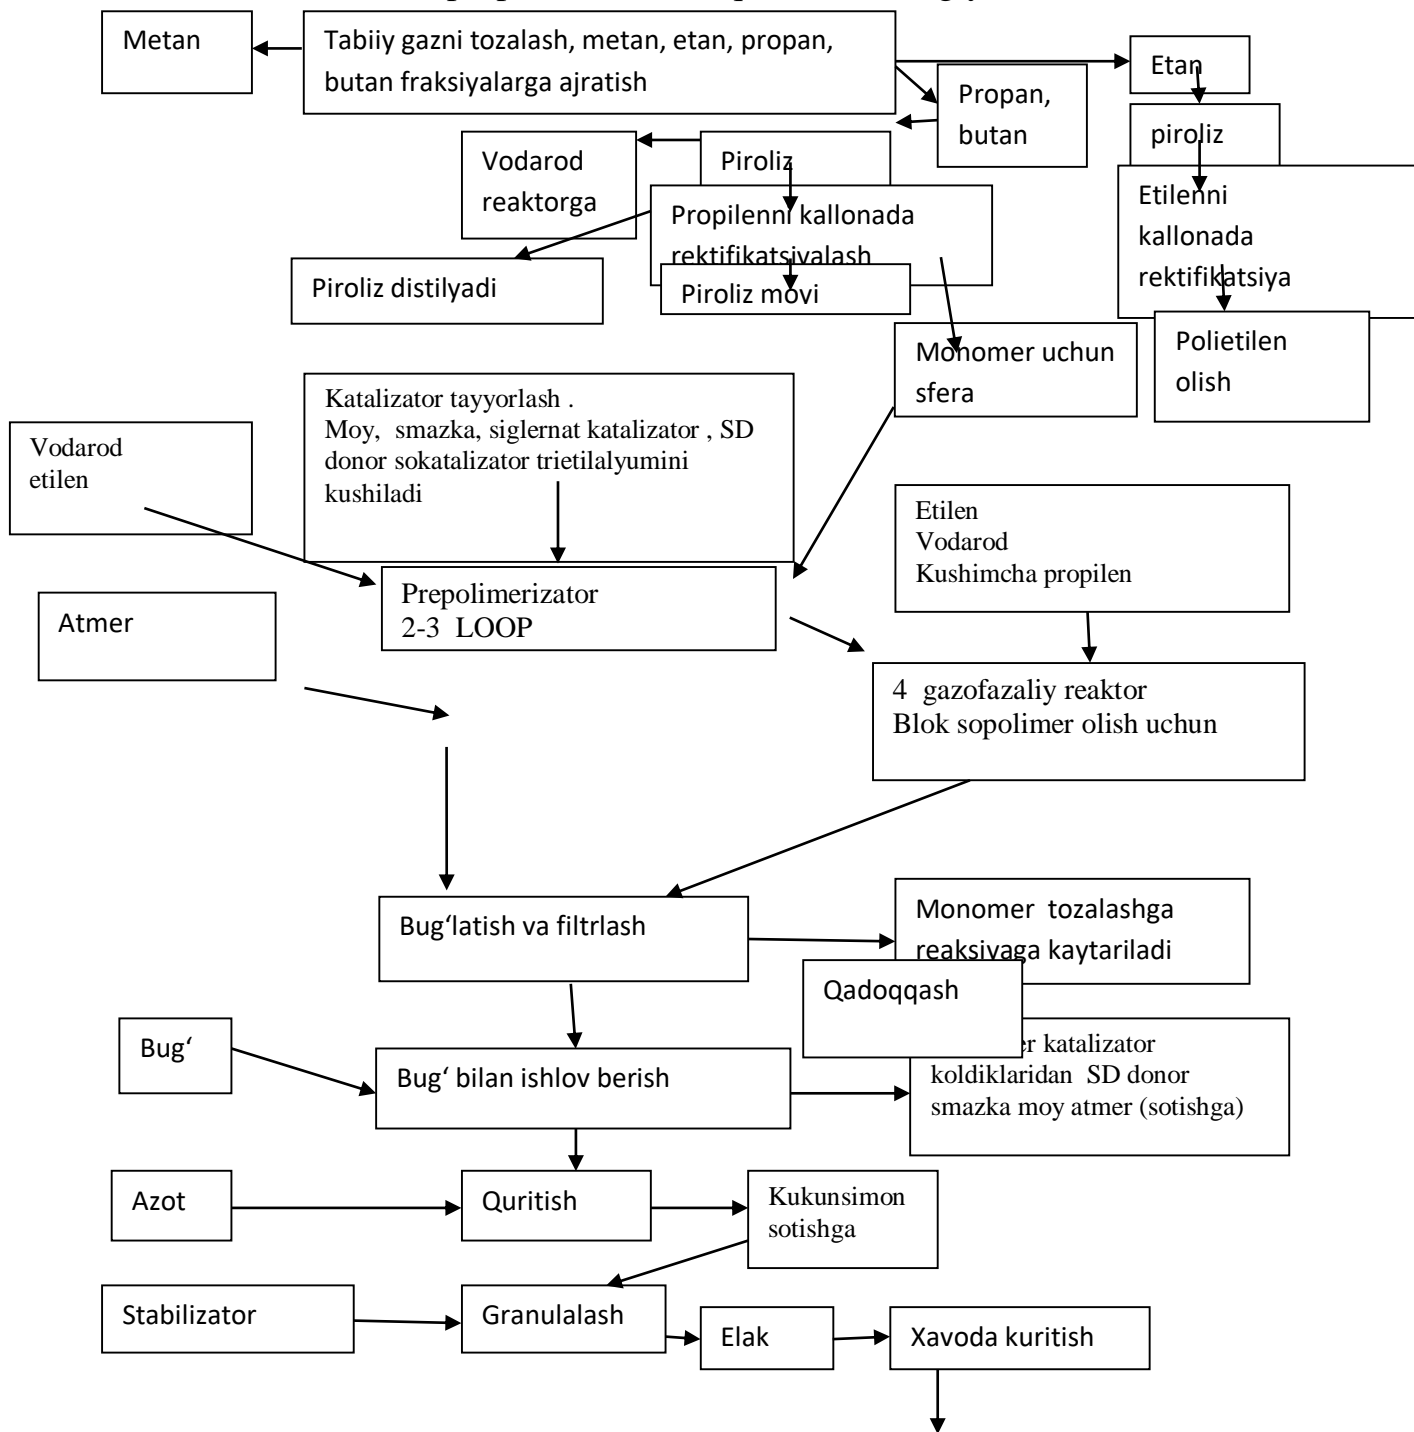 Metan
Tabiiy gazni tozalash, metan, etan, propan,
butan fraksiyalarga ajratish
Etan
Propan,
butan
piroliz
Vodarod
reaktorga
Piroliz
Propilenni kallonada
rektifikatsiyalash
Etilenni
kallonada
rektifikatsiya
Piroliz distilyadi
Piroliz movi
Monomer uchun
sfera
Polietilen
olish
Katalizator tayyorlash .
Moy, smazka, siglernat katalizator , SD
donor sokatalizator trietilalyumini
kushiladi
Vodarod
etilen
Etilen
Vodarod
Kushimcha propilen
Prepolimerizator
2-3 LOOP
Atmer
4 gazofazaliy reaktor
Blok sopolimer olish uchun
Bug‘latish va filtrlash
Monomer tozalashga
reaksiyaga kaytariladi
Qadoqqash
Bug‘
Bug‘ bilan ishlov berish
er katalizator
koldiklaridan SD donor
smazka moy atmer (sotishga)
Azot
Quritish
Kukunsimon
sotishga
Stabilizator
Granulalash
Elak
Xavoda kuritish